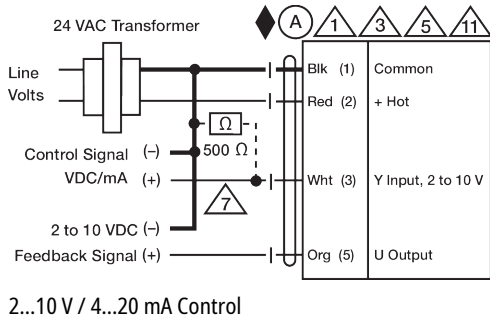 24 VAC Transformer
A 1 3 5 11
Line
Volts
Blk (1) Common
Red (2) + Hot
Ω
500 Ω
Control Signal (–)
VDC/mA (+)
Wht (3) Y Input, 2 to 10 V
7
2 to 10 VDC (–)
Feedback Signal (+)
Org (5) U Output
2...10 V / 4...20 mA Control